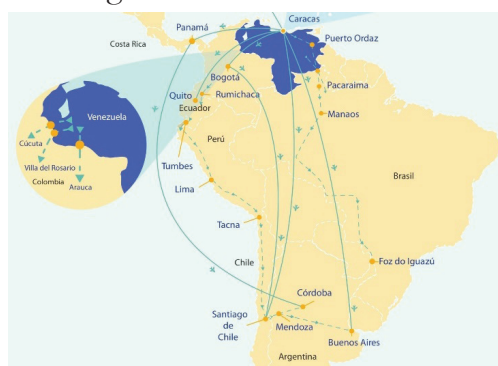 Caracas
Panamá
Costa Rica
Puerto Ordaz
Bogotá
Pacaraima
Quito
Rumichaca
Ecuador
Manaos
Venezuela
Cúcuta
Villa del Rosario
Colombia
Arauca
Perú
Tumbes
Brasil
Lima
Tacna
Chile
Foz do Iguazú
Córdoba
Santiago
de
Chile
Mendoza
Buenos Aires
Argentina